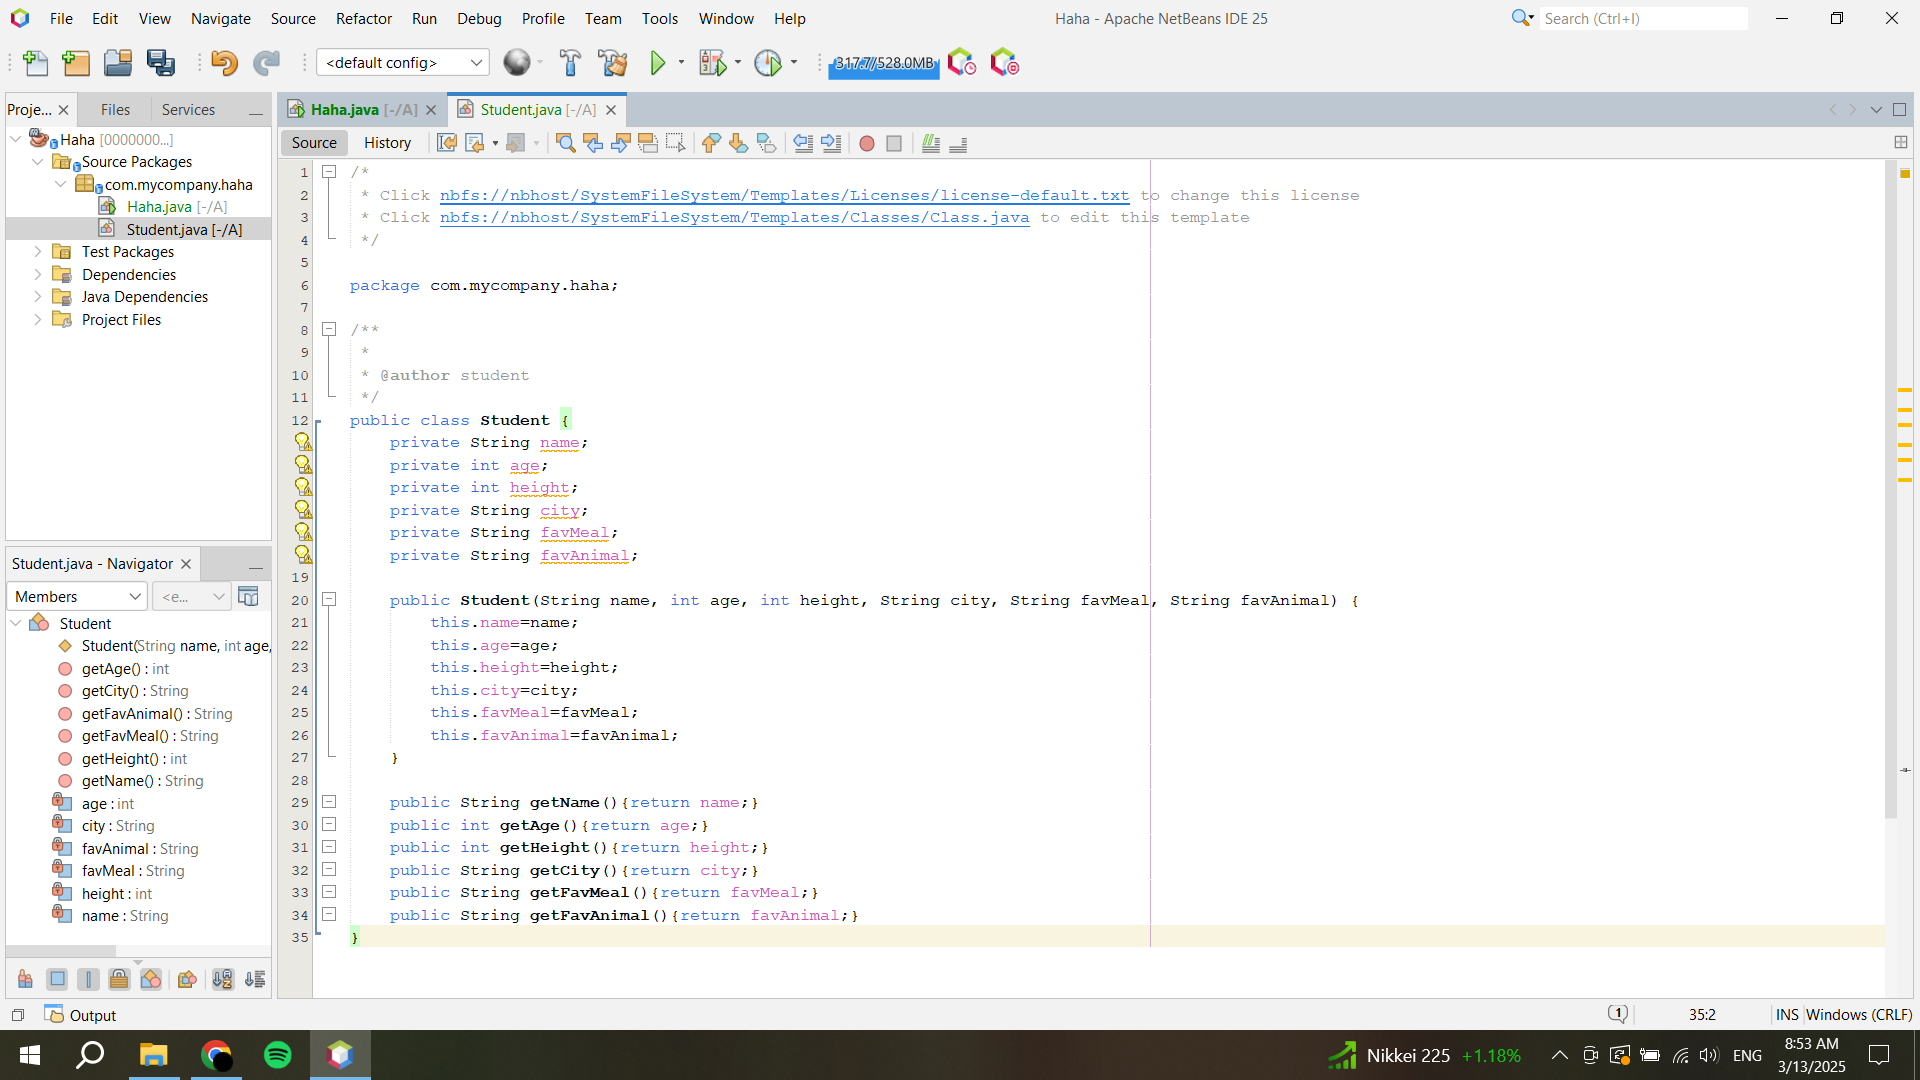 File Edit View Navigate Source Refactor Run Debug Profile Team Tools Window Help
Haha - Apache NetBeans IDE 25
Search (Ctrl+I)
<default config>
317.7/528.0MB
Proje... Files Services
Haha [0000000...]
Source Packages
com.mycompany.haha
Haha.java [-/A]
Student.java [-/A]
Test Packages
Dependencies
Java Dependencies
Project Files
Student.java - Navigator
Members
<e...
Student
Student(String name, int age,
getAge() : int
getCity() : String
getFavAnimal() : String
getFavMeal() : String
getHeight() : int
getName() : String
age : int
city : String
favAnimal : String
favMeal : String
height : int
name : String
Haha.java [-/A] Student.java [-/A]
Source History
1 /*
2 * Click nbfs://nbhost/SystemFileSystem/Templates/Licenses/license-default.txt to change this license
3 * Click nbfs://nbhost/SystemFileSystem/Templates/Classes/Class.java to edit this template
4 */
5
6 package com.mycompany.haha;
7
8 /**
9 *
10 * @author student
11 */
12 public class Student {
private String name;
private int age;
private int height;
private String city;
private String favMeal;
private String favAnimal;
19
20 public Student(String name, int age, int height, String city, String favMeal, String favAnimal) {
21 this.name=name;
22 this.age=age;
23 this.height=height;
24 this.city=city;
25 this.favMeal=favMeal;
26 this.favAnimal=favAnimal;
27 }
28
29 public String getName(){return name;}
30 public int getAge(){return age;}
31 public int getHeight(){return height;}
32 public String getCity(){return city;}
33 public String getFavMeal(){return favMeal;}
34 public String getFavAnimal(){return favAnimal;}
35 }
Output
1
35:2
INS Windows (CRLF)
Nikkei 225 +1.18%
ENG
8:53 AM
3/13/2025